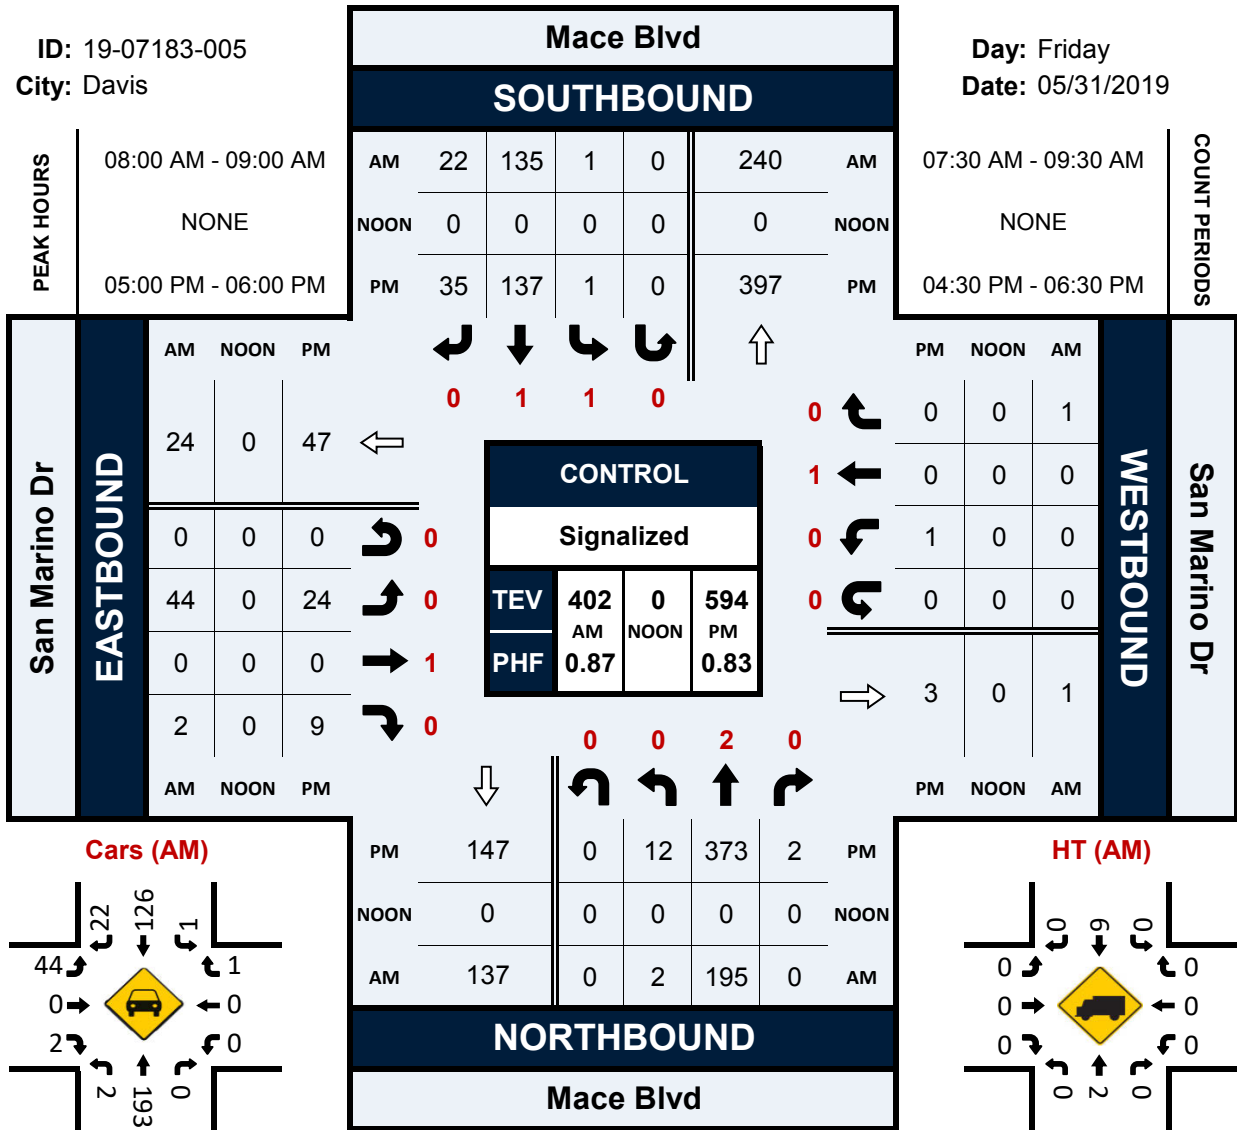 Mace Blvd
ID: 19-07183-005
Day: Friday
City: Davis
SOUTHBOUND
Date: 05/31/2019
PEAK HOURS
08:00 AM - 09:00 AM
AM 22 135 1 0 240 AM
07:30 AM - 09:30 AM
COUNT PERIODS
NONE
NOON 0 0 0 0 0 NOON
NONE
05:00 PM - 06:00 PM
PM 35 137 1 0 397 PM
04:30 PM - 06:30 PM
AM NOON PM
PM NOON AM
0 1 1 0
San Marino Dr
EASTBOUND
24 0 47
0 0 0 0
44 0 24 0
0 0 0 1
2 0 9 0
AM NOON PM
CONTROL
Signalized
TEV 402 0 594
AM NOON PM
PHF 0.87 0.83
0 0 0 1
1 0 0 0
0 1 0 0
0 0 0 0
3 0 1
PM NOON AM
WESTBOUND
San Marino Dr
0 0 2 0
PM 147 0 12 373 2 PM
NOON 0 0 0 0 0 NOON
AM 137 0 2 195 0 AM
NORTHBOUND
Mace Blvd
Cars (AM)
22 126 1
44 1
0 0
2 0
2 193 0
HT (AM)
0 9 0
0 0
0 0
0 0
0 2 0